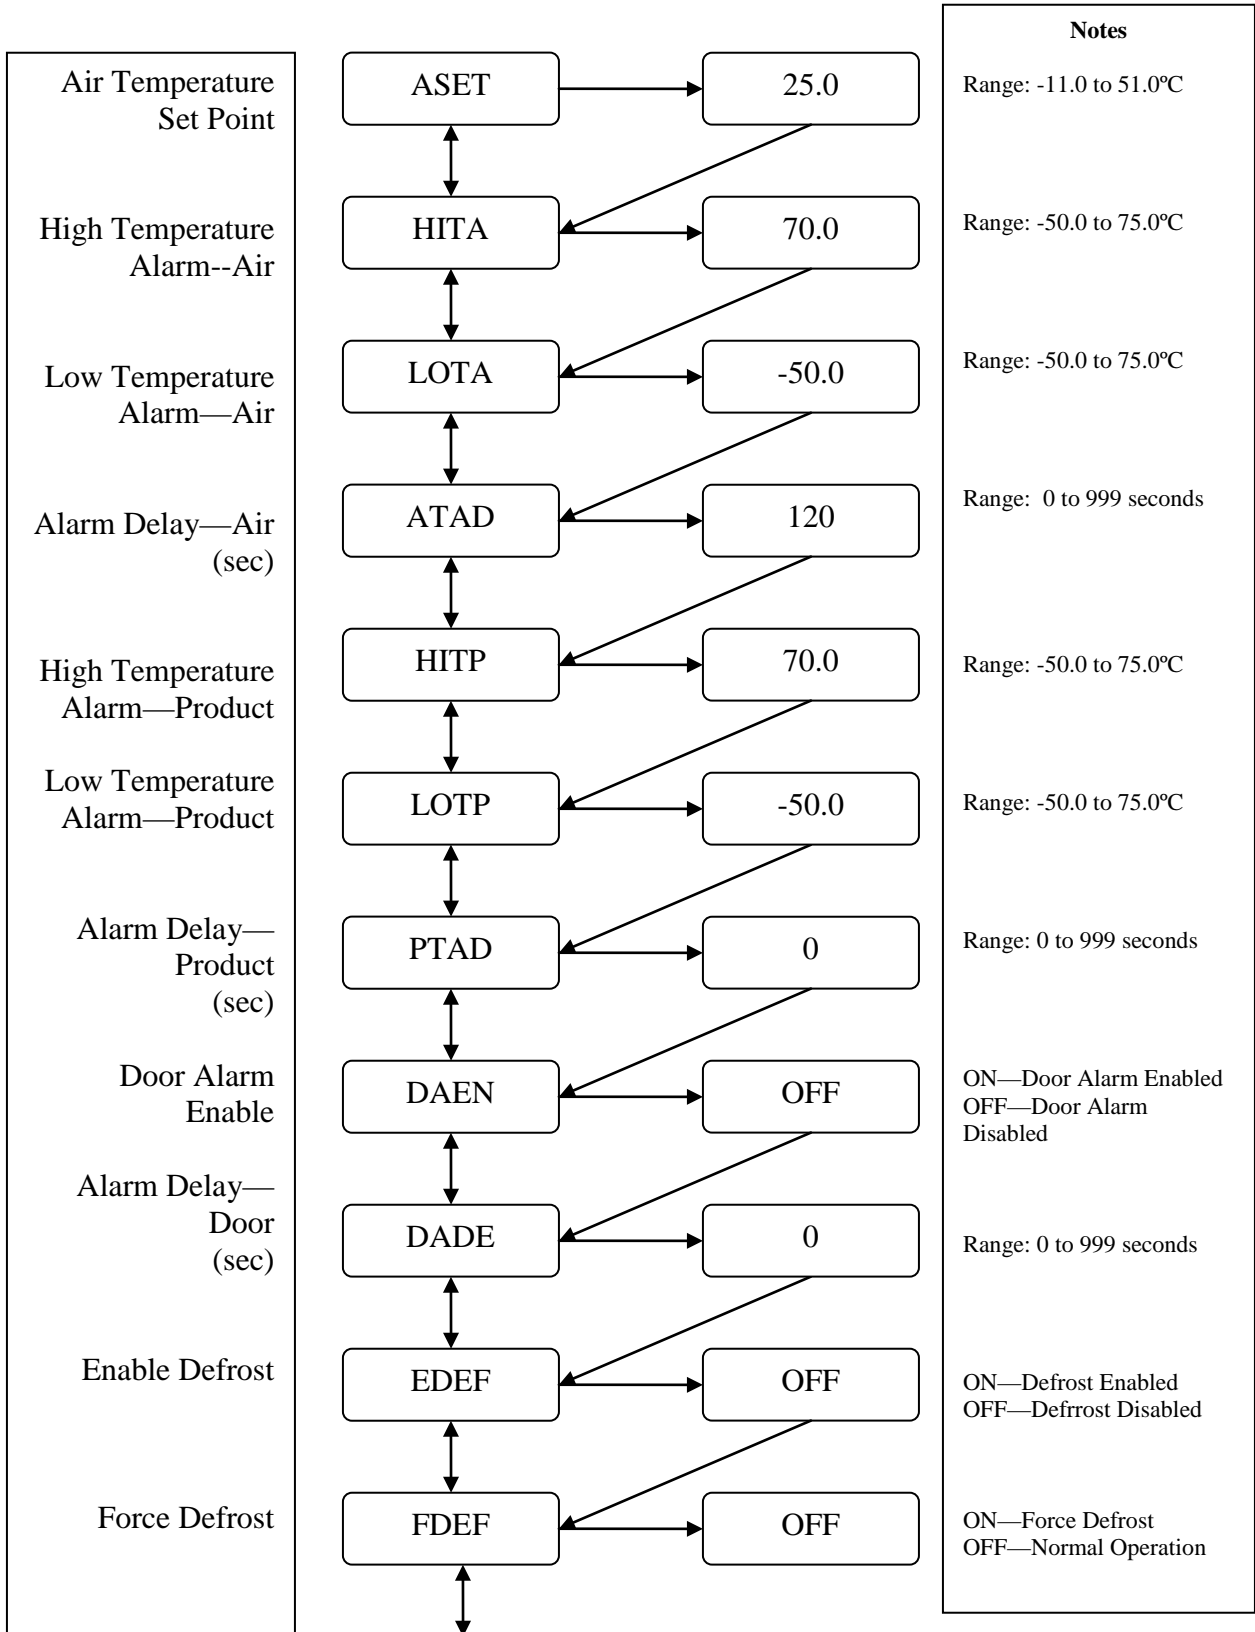 Notes
Air Temperature
Set Point
ASET
25.0
Range: -11.0 to 51.0ºC
High Temperature
Alarm--Air
HITA
70.0
Range: -50.0 to 75.0ºC
Low Temperature
Alarm—Air
LOTA
-50.0
Range: -50.0 to 75.0ºC
Alarm Delay—Air
(sec)
ATAD
120
Range:  0 to 999 seconds
High Temperature
Alarm—Product
HITP
70.0
Range: -50.0 to 75.0ºC
Low Temperature
Alarm—Product
LOTP
-50.0
Range: -50.0 to 75.0ºC
Alarm Delay—
Product
(sec)
PTAD
0
Range: 0 to 999 seconds
Door Alarm
Enable
DAEN
OFF
ON—Door Alarm Enabled
OFF—Door Alarm
Disabled
Alarm Delay—
Door
(sec)
DADE
0
Range: 0 to 999 seconds
Enable Defrost
EDEF
OFF
ON—Defrost Enabled
OFF—Defrrost Disabled
Force Defrost
FDEF
OFF
ON—Force Defrost
OFF—Normal Operation